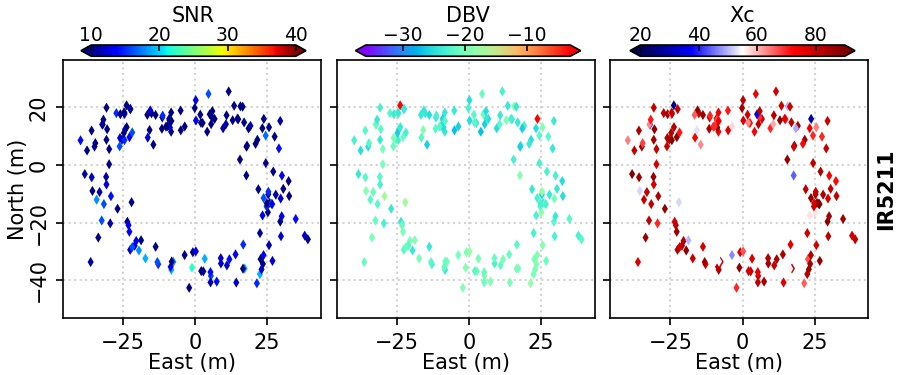 SNR
DBV
Xc
10 20 30 40
−30 −20 −10
20 40 60 80
20
0
−20
−40
North (m)
−25 0 25
−25 0 25
−25 0 25
East (m)
East (m)
East (m)
IR5211